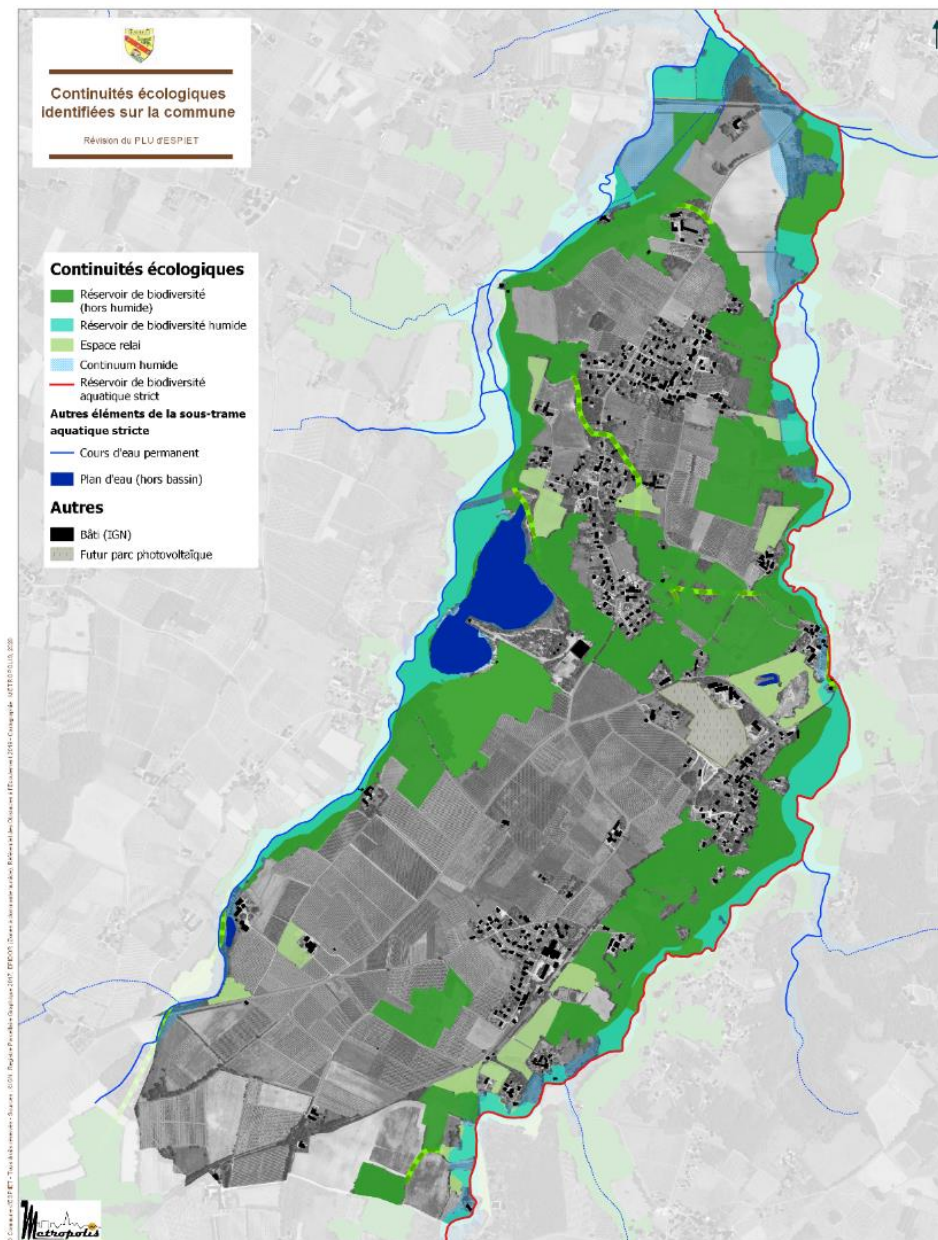 Continuités écologiques
identifiées sur la commune
Révision du PLU d'ESPIET
Continuités écologiques
Réservoir de biodiversité
(hors humide)
Réservoir de biodiversité humide
Espace relai
Continuum humide
Réservoir de biodiversité
aquatique strict
Autres éléments de la sous-trame
aquatique stricte
Cours d'eau permanent
Plan d'eau (hors bassin)
Autres
Bâti (IGN)
Futur parc photovoltaïque
Metropolis